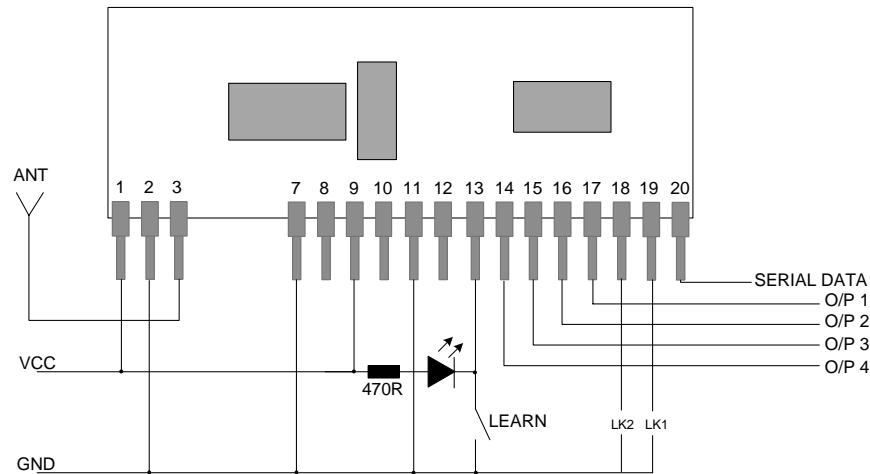 ANT
1 2 3 7 8 9 10 11 12 13 14 15 16 17 18 19 20
SERIAL DATA
O/P 1
O/P 2
O/P 3
VCC
O/P 4
470R
LEARN
LK2 LK1
GND